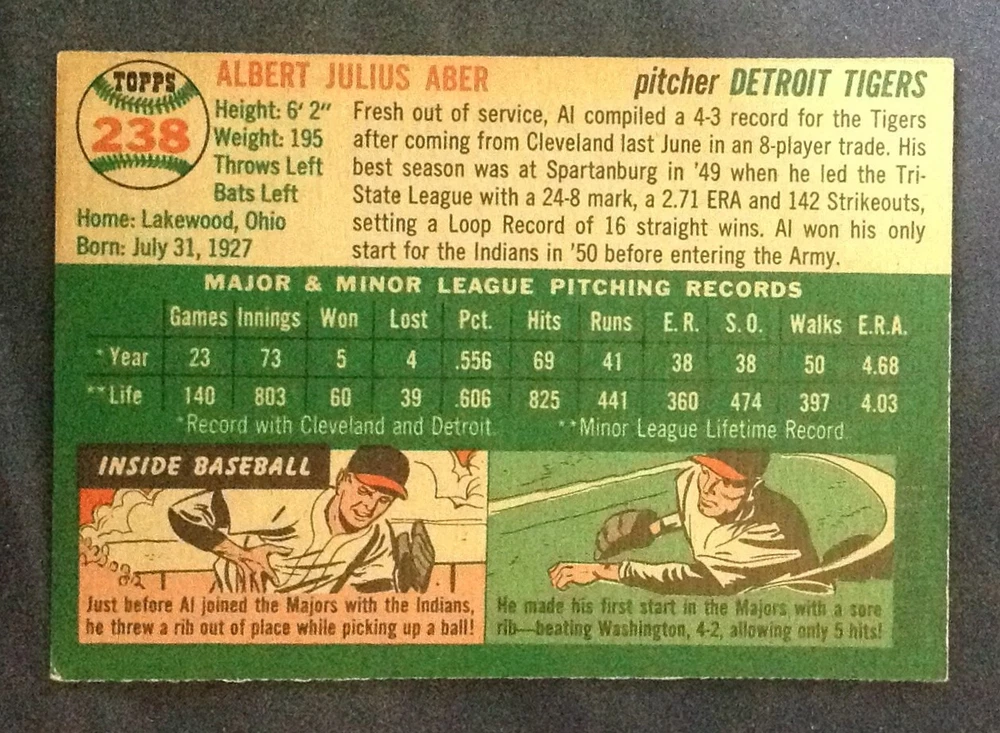 TOPPS
238
ALBERT JULIUS ABER
pitcher DETROIT TIGERS
Height: 6' 2"
Weight: 195
Throws Left
Bats Left
Home: Lakewood, Ohio
Born: July 31, 1927
Fresh out of service, Al compiled a 4-3 record for the Tigers
after coming from Cleveland last June in an 8-player trade. His
best season was at Spartanburg in '49 when he led the Tri-
State League with a 24-8 mark, a 2.71 ERA and 142 Strikeouts,
setting a Loop Record of 16 straight wins. Al won his only
start for the Indians in '50 before entering the Army.
MAJOR & MINOR LEAGUE PITCHING RECORDS
Games Innings Won Lost Pct. Hits Runs E.R. S.O. Walks E.R.A.
*Year 23 73 5 4 .556 69 41 38 38 50 4.68
**Life 140 803 60 39 .606 825 441 360 474 397 4.03
*Record with Cleveland and Detroit. **Minor League Lifetime Record
INSIDE BASEBALL
Just before Al joined the Majors with the Indians,
he threw a rib out of place while picking up a ball!
He made his first start in the Majors with a sore
rib—beating Washington, 4-2, allowing only 5 hits!